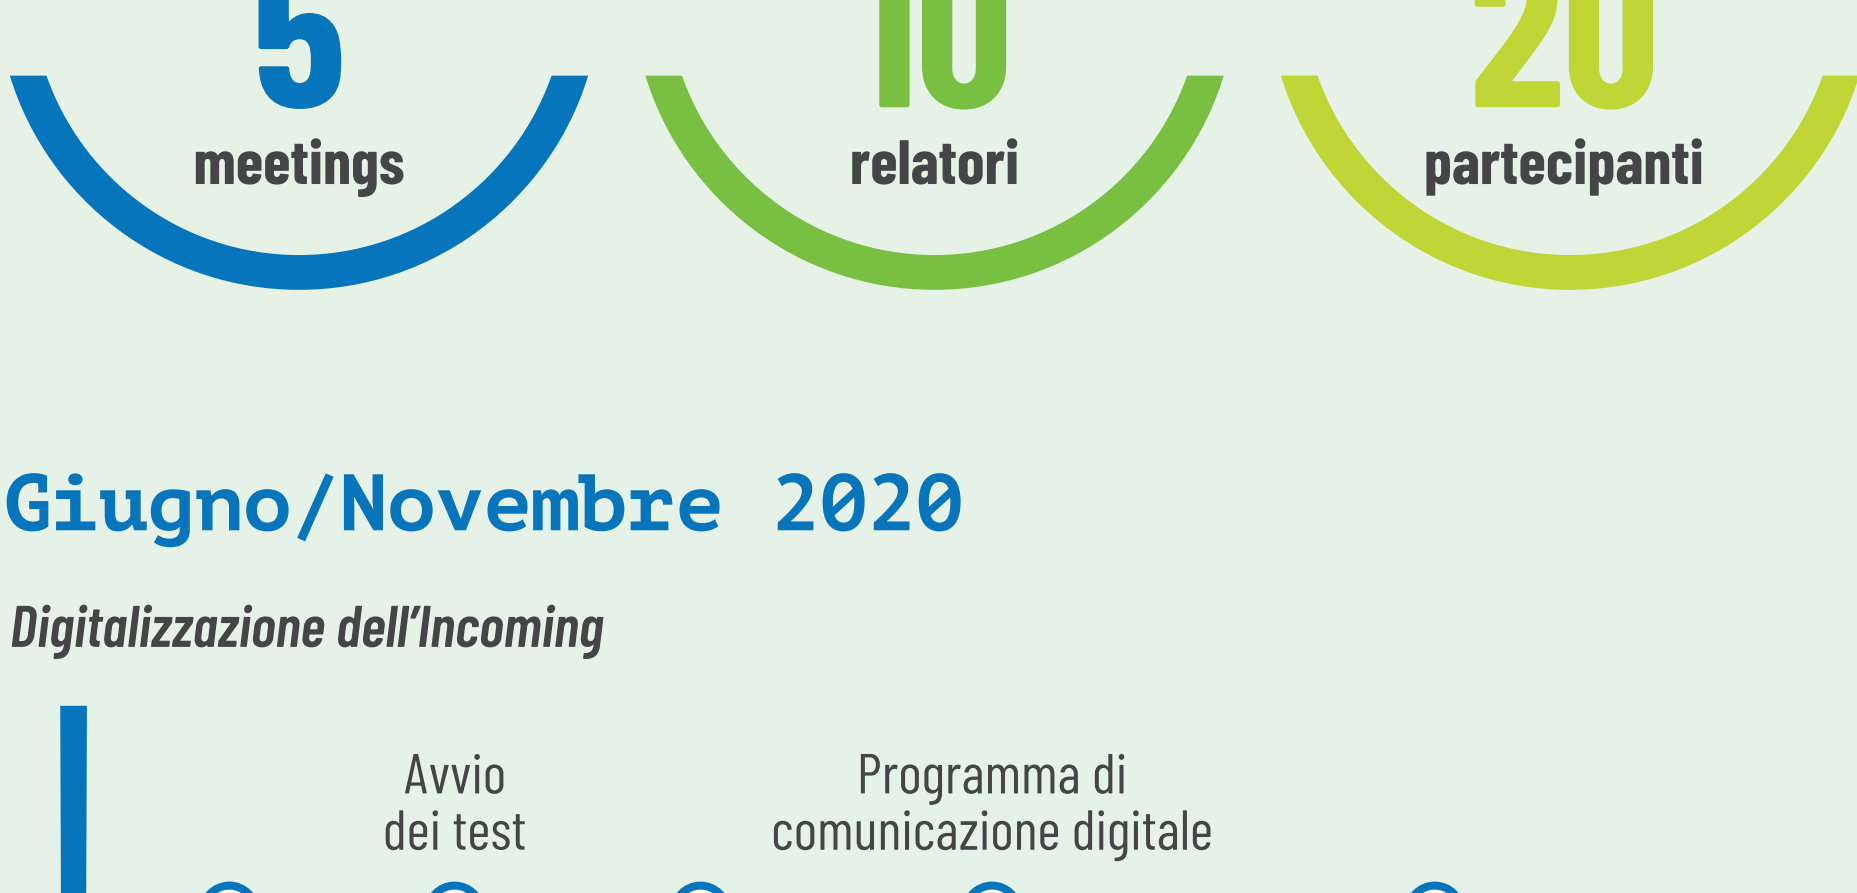 5 10 20
meetings relatori partecipanti
Giugno/Novembre 2020
Digitalizzazione dell’Incoming
Avvio
dei test
Programma di
comunicazione digitale